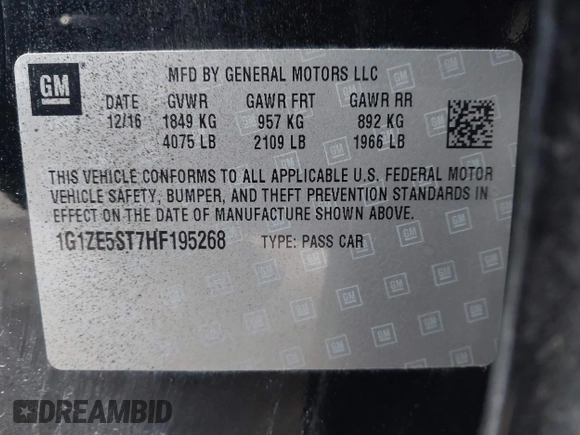 GM
MFD BY GENERAL MOTORS LLC
DATE GVWR GAWR FRT GAWR RR
12/16 1849 KG 957 KG 892 KG
4075 LB 2109 LB 1966 LB
THIS VEHICLE CONFORMS TO ALL APPLICABLE U.S. FEDERAL MOTOR
VEHICLE SAFETY, BUMPER, AND THEFT PREVENTION STANDARDS IN
EFFECT ON THE DATE OF MANUFACTURE SHOWN ABOVE.
1G1ZE5ST7HF195268 TYPE: PASS CAR
DREAMBID